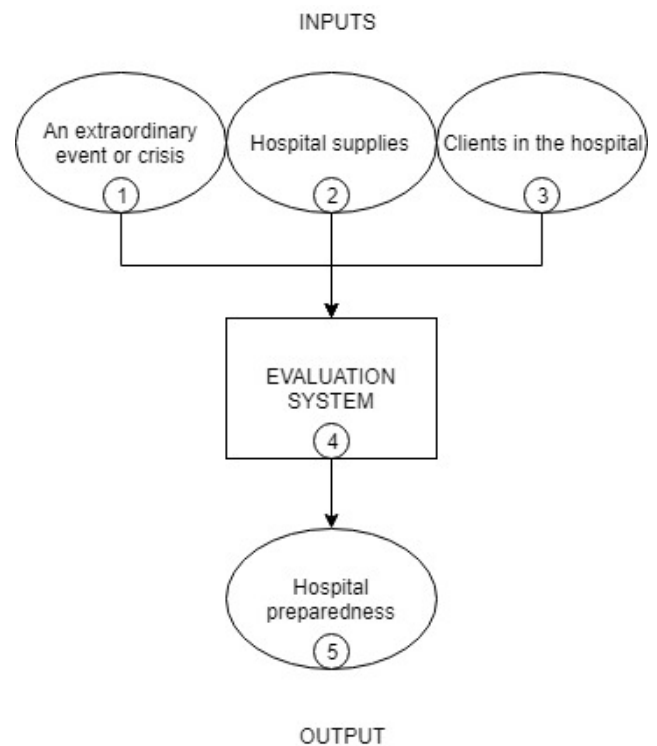 INPUTS
An extraordinary
event or crisis
1
Hospital supplies
2
Clients in the hospital
3
EVALUATION
SYSTEM
4
Hospital
preparedness
5
OUTPUT